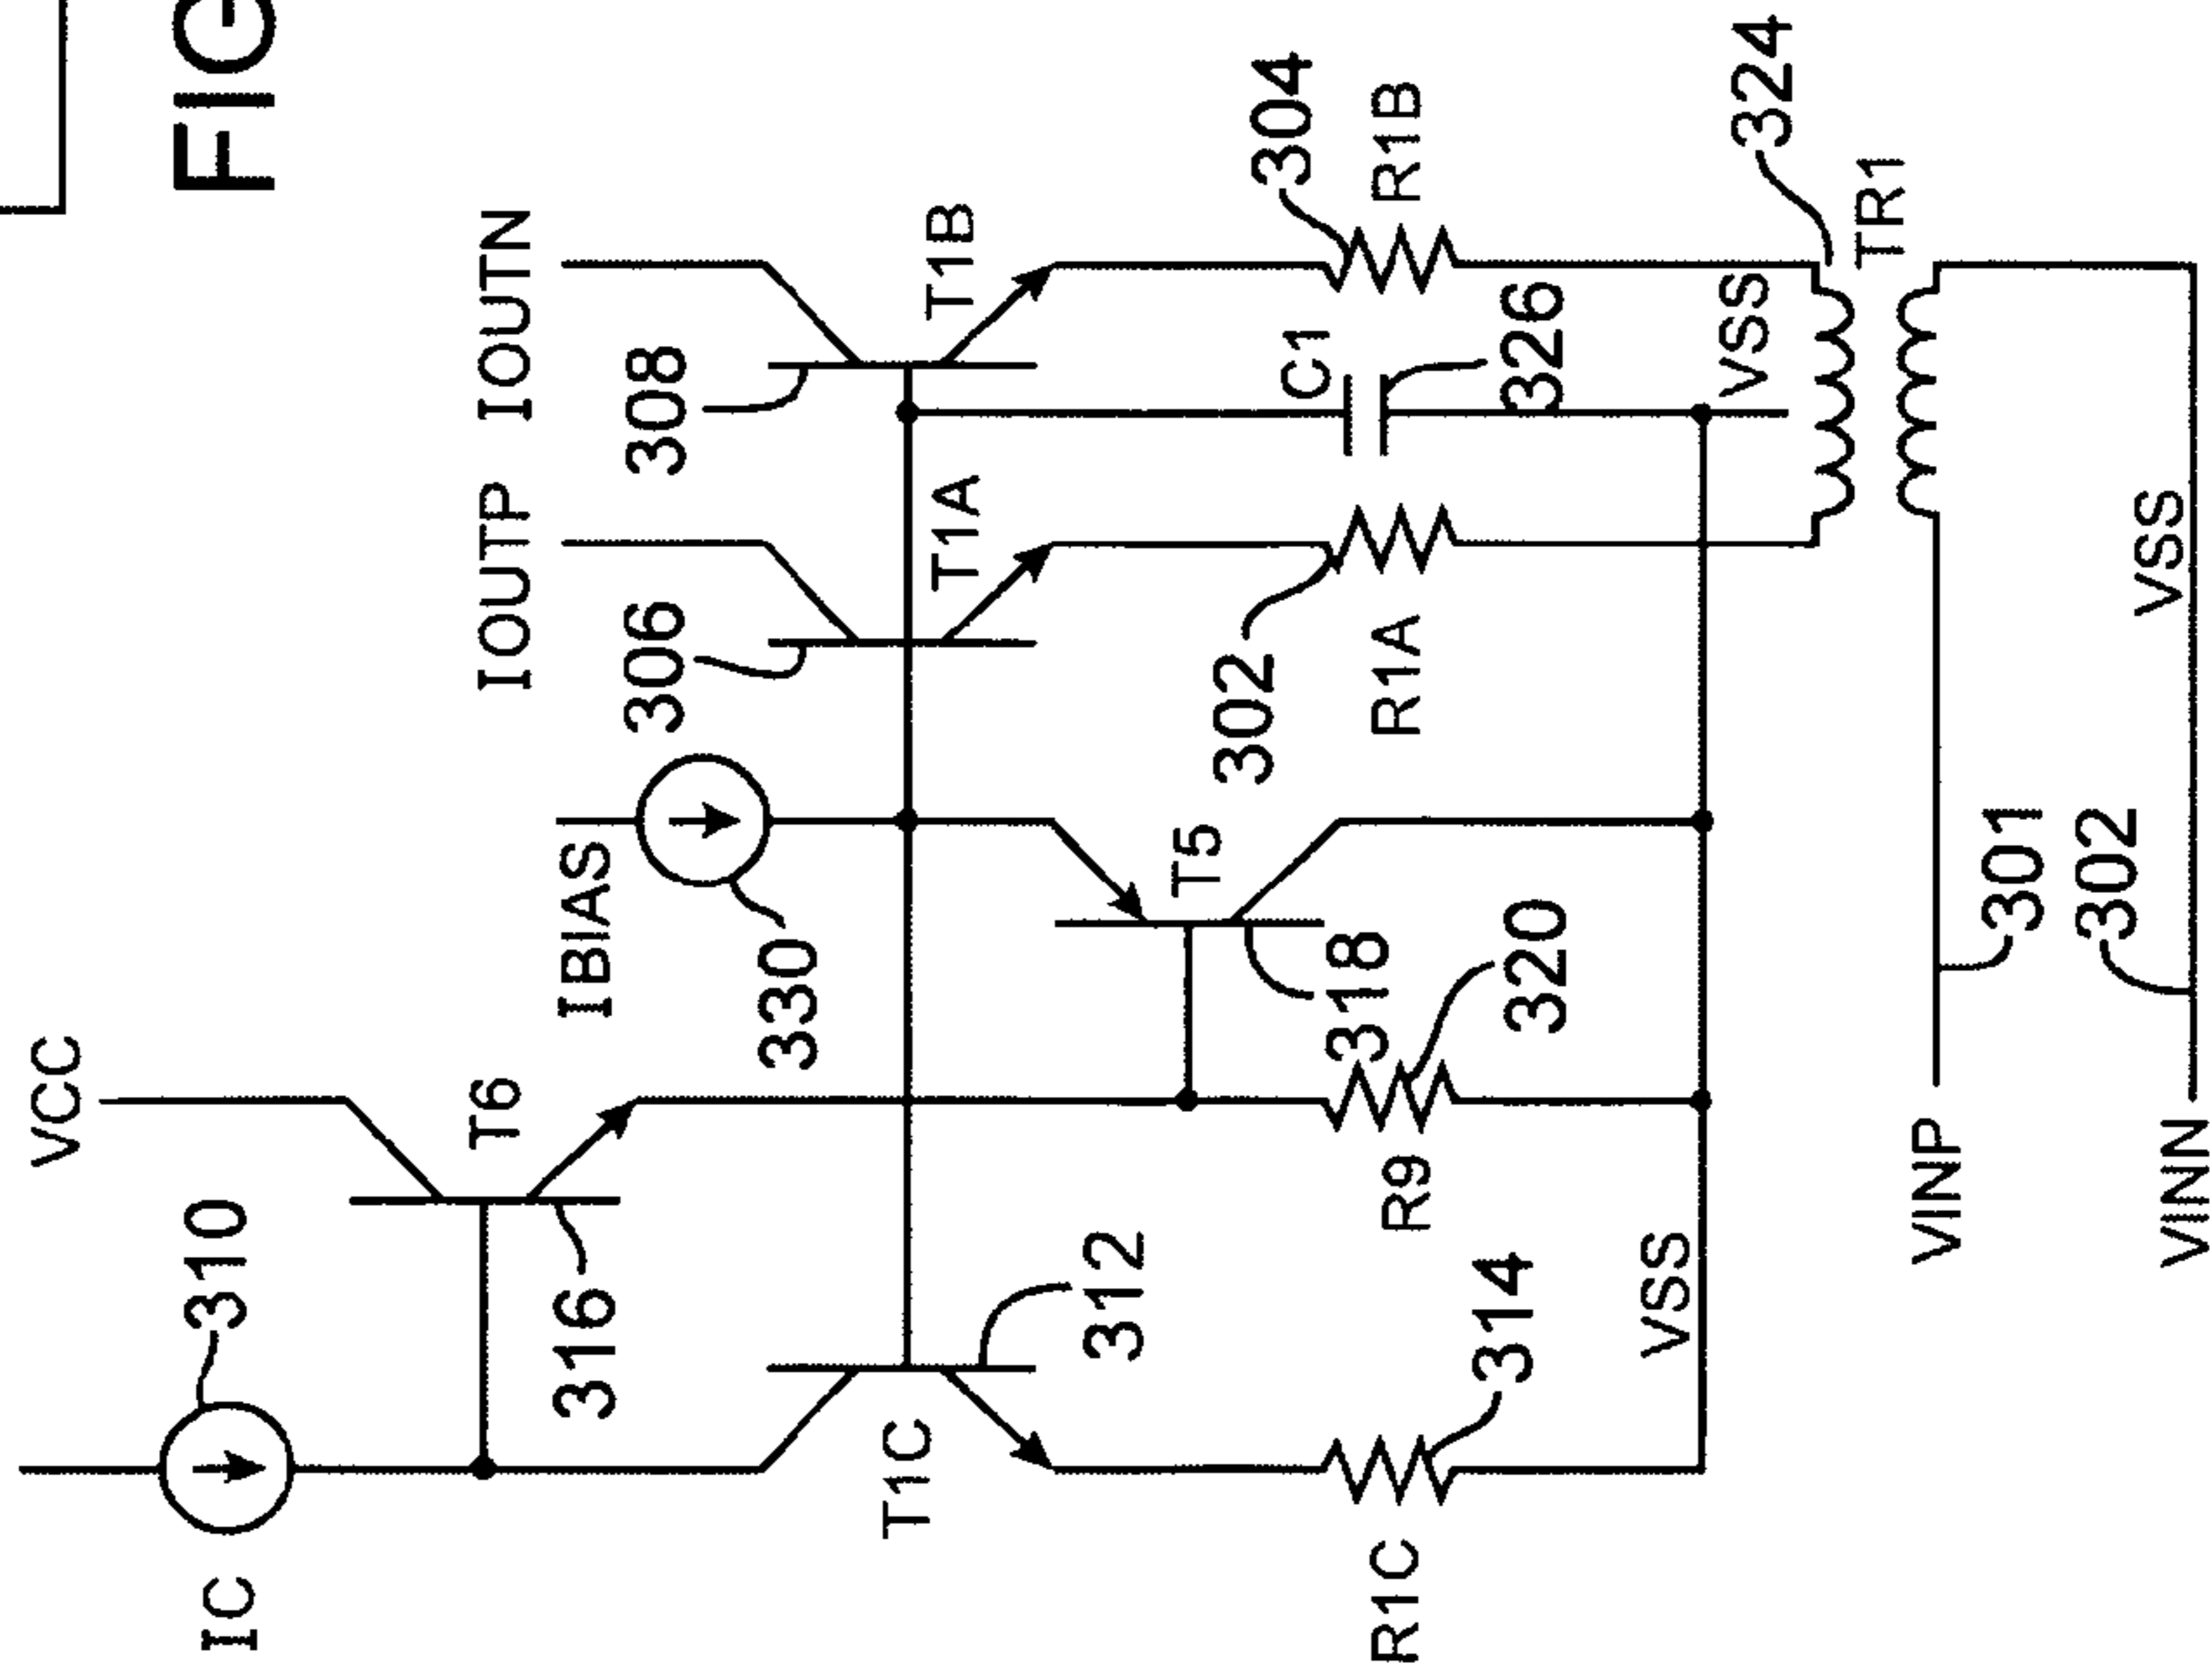 FIG
VCC
IC
310
T6
316
IBIAS
330
IOUTP
IOUTN
306
308
T1C
312
T1A
T1B
T5
318
320
302
304
R1C
314
R9
R1A
C1
326
R1B
VSS
VSS
324
TR1
VINP
301
302
VINN
VSS